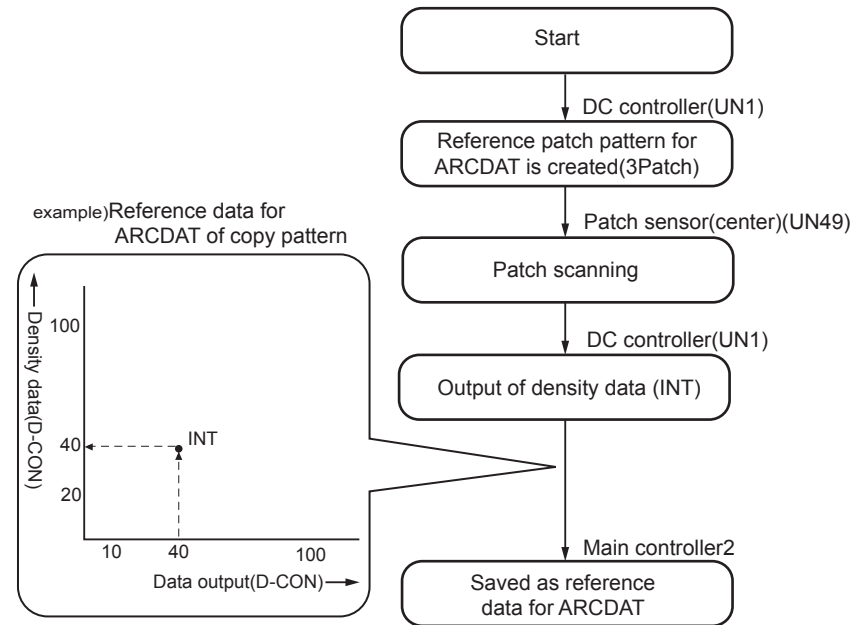 Start
DC controller(UN1)
Reference patch pattern for
ARCDAT is created(3Patch)
Patch sensor(center)(UN49)
Patch scanning
DC controller(UN1)
Output of density data (INT)
Main controller2
Saved as reference
data for ARCDAT
example)Reference data for
ARCDAT of copy pattern
Density data(D-CON)
100
40
20
INT
10
40
100
Data output(D-CON)